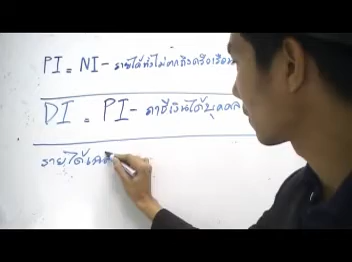 PI = NI - รายได้ที่ไม่ตกถึงครัวเรือน
DI = PI - ภาษีเงินได้บุคคล
รายได้เฉ